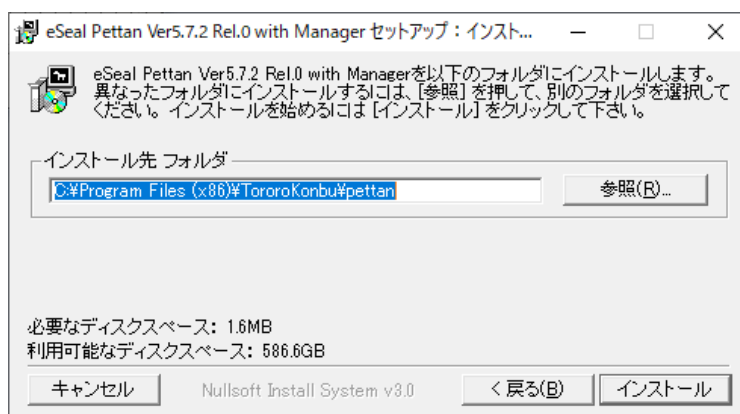 eSeal Pettan Ver5.7.2 Rel.0 with Manager セットアップ：インスト...
eSeal Pettan Ver5.7.2 Rel.0 with Managerを以下のフォルダにインストールします。
異なったフォルダにインストールするには、[参照] を押して、別のフォルダを選択して
ください。インストールを始めるには [インストール] をクリックして下さい。
インストール先 フォルダ
C:¥Program Files (x86)¥TororoKonbu¥pettan
参照(R)...
必要なディスクスペース: 1.6MB
利用可能なディスクスペース: 586.6GB
キャンセル
Nullsoft Install System v3.0
< 戻る(B)
インストール